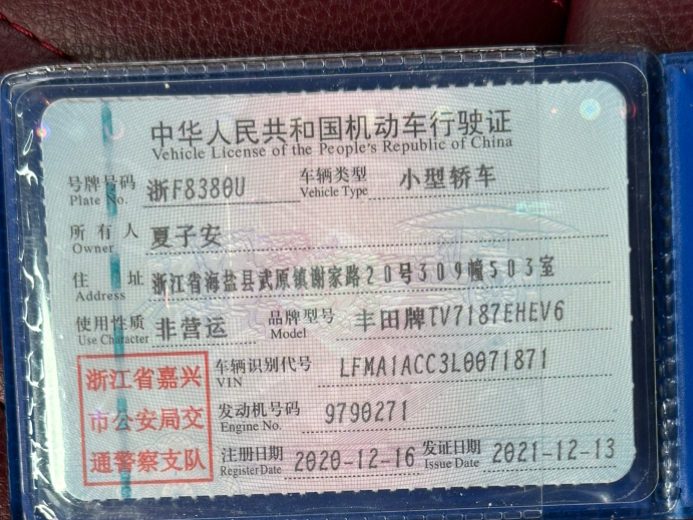 中华人民共和国机动车行驶证
Vehicle License of the People's Republic of China
号牌号码 浙F8380U 车辆类型 小型轿车
Plate No. Vehicle Type
所有人 夏子安
Owner
住址 浙江省海盐县武原镇谢家路20号309幢503室
Address
使用性质 非营运 品牌型号 丰田牌TV7187EHEV6
Use Character Model
浙江省嘉兴
市公安局交
通警察支队
车辆识别代号 LFMA1ACC3L0071871
VIN
发动机号码 9790271
Engine No.
注册日期 2020-12-16 发证日期 2021-12-13
Register Date Issue Date